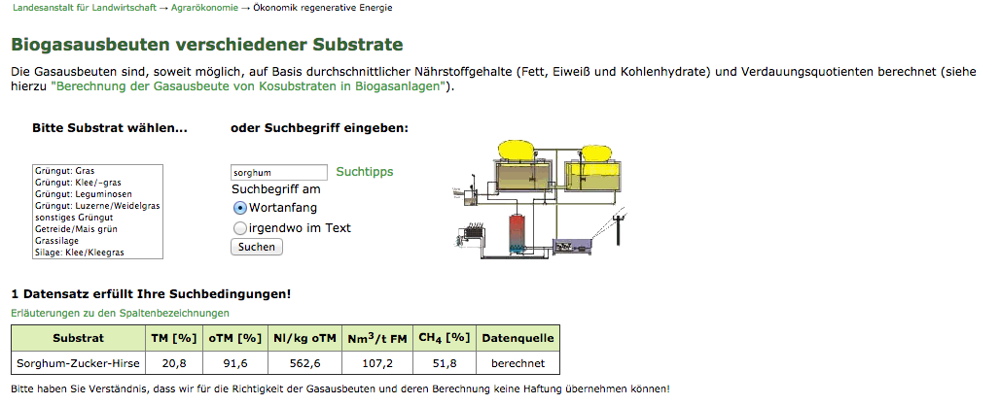 Landesanstalt für Landwirtschaft → Agrarökonomie → Ökonomik regenerative Energie
Biogasausbeuten verschiedener Substrate
Die Gasausbeuten sind, soweit möglich, auf Basis durchschnittlicher Nährstoffgehalte (Fett, Eiweiß und Kohlenhydrate) und Verdauungsquotienten berechnet (siehe
hierzu "Berechnung der Gasausbeute von Kosubstraten in Biogasanlagen").
Bitte Substrat wählen...
Grüngut: Gras
Grüngut: Klee/-gras
Grüngut: Leguminosen
Grüngut: Luzerne/Weidelgras
sonstiges Grüngut
Getreide/Mais grün
Grassilage
Silage: Klee/Kleegras
oder Suchbegriff eingeben:
sorghum Suchtipps
Suchbegriff am
Wortanfang
irgendwo im Text
Suchen
1 Datensatz erfüllt Ihre Suchbedingungen!
Erläuterungen zu den Spaltenbezeichnungen
Substrat TM [%] oTM [%] Nl/kg oTM Nm³/t FM CH₄ [%] Datenquelle
Sorghum-Zucker-Hirse 20,8 91,6 562,6 107,2 51,8 berechnet
Bitte haben Sie Verständnis, dass wir für die Richtigkeit der Gasausbeuten und deren Berechnung keine Haftung übernehmen können!